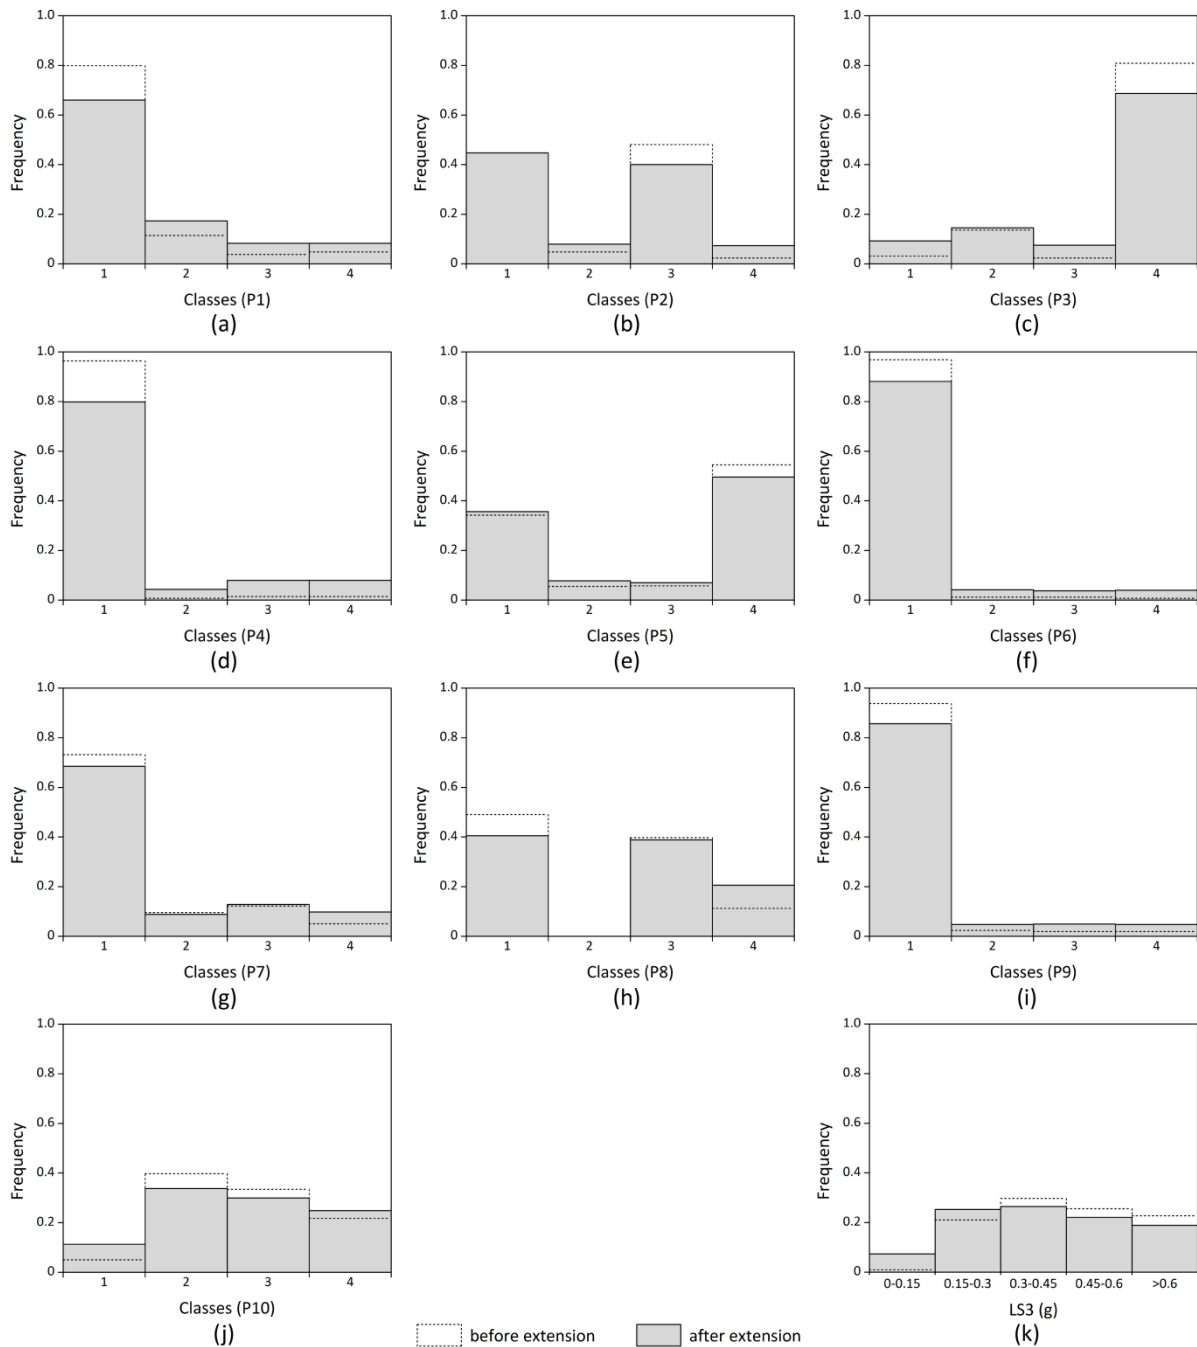 1.0 1.0 1.0
0.8 0.8 0.8
0.6 0.6 0.6
0.4 0.4 0.4
0.2 0.2 0.2
0 0 0
Frequency Frequency Frequency
1 2 3 4 1 2 3 4 1 2 3 4
Classes (P1) Classes (P2) Classes (P3)
(a) (b) (c)
1.0 1.0 1.0
0.8 0.8 0.8
0.6 0.6 0.6
0.4 0.4 0.4
0.2 0.2 0.2
0 0 0
Frequency Frequency Frequency
1 2 3 4 1 2 3 4 1 2 3 4
Classes (P4) Classes (P5) Classes (P6)
(d) (e) (f)
1.0 1.0 1.0
0.8 0.8 0.8
0.6 0.6 0.6
0.4 0.4 0.4
0.2 0.2 0.2
0 0 0
Frequency Frequency Frequency
1 2 3 4 1 2 3 4 1 2 3 4
Classes (P7) Classes (P8) Classes (P9)
(g) (h) (i)
1.0 1.0
0.8 0.8
0.6 0.6
0.4 0.4
0.2 0.2
0 0
Frequency Frequency
1 2 3 4 0-0.15 0.15-0.3 0.3-0.45 0.45-0.6 >0.6
Classes (P10) LS3 (g)
(j) before extension after extension (k)